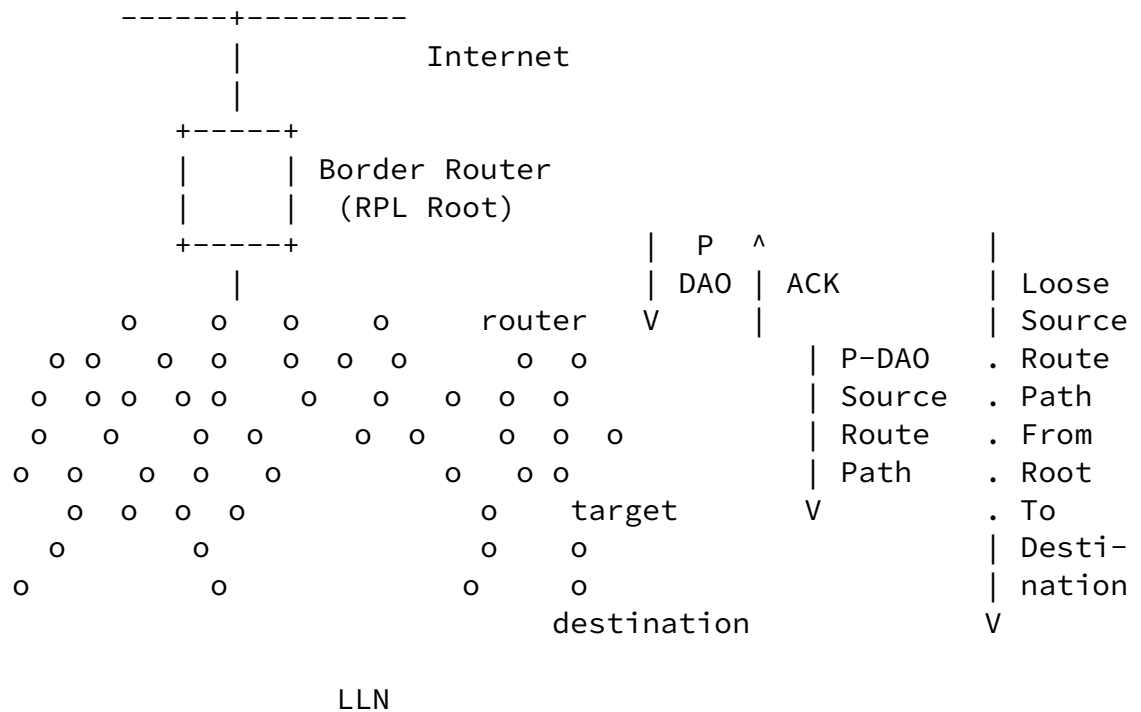 ------+---------
|          Internet
|
+-----+
|     | Border Router
|     |  (RPL Root)
+-----+                   |  P  ^            |
|                      | DAO | ACK        | Loose
o    o   o    o     router   V     |            | Source
o o   o  o   o  o  o      o  o            | P-DAO   . Route
o  o o  o o    o   o   o  o  o             | Source  . Path
o   o    o  o     o  o    o  o  o          | Route   . From
o  o   o  o   o         o   o o             | Path    . Root
o  o  o  o             o    target       V         . To
o       o               o    o                      | Desti-
o          o             o     o                      | nation
destination             V
LLN